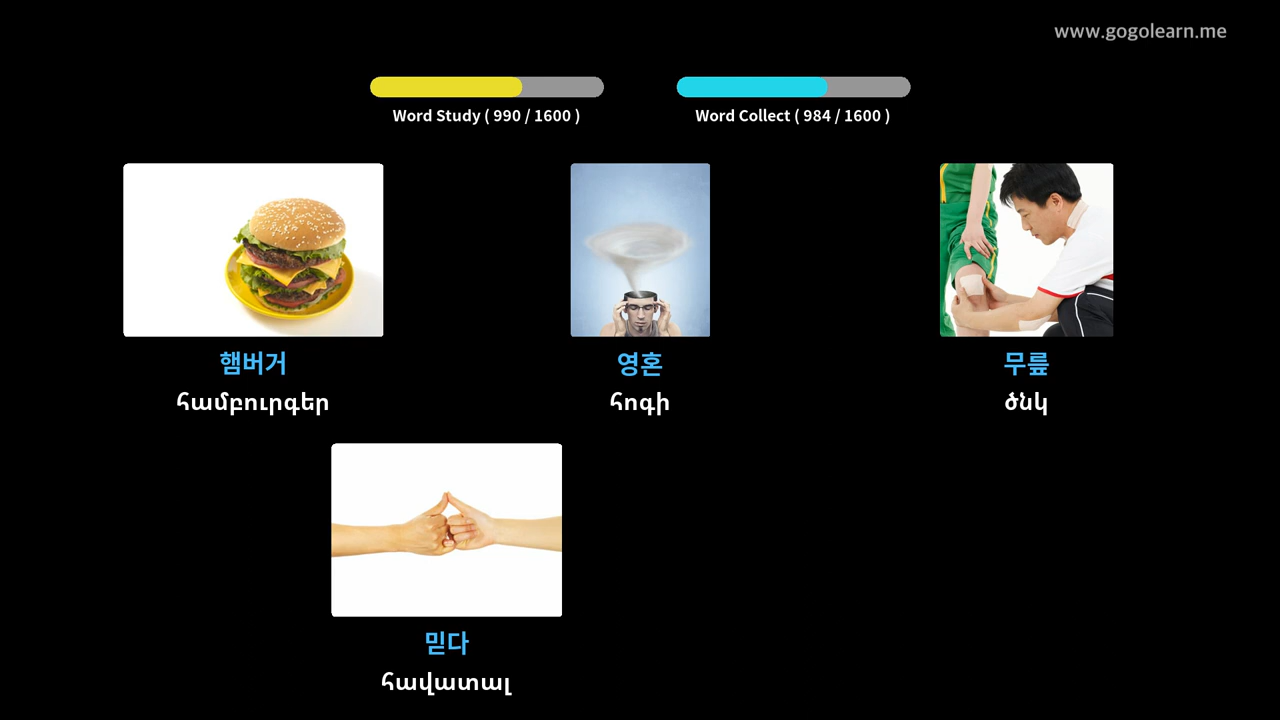 www.gogolearn.me
Word Study ( 990 / 1600 )
Word Collect ( 984 / 1600 )
햄버거
համբուրգեր
영혼
հոգի
무릎
ծնկ
믿다
հավատալ